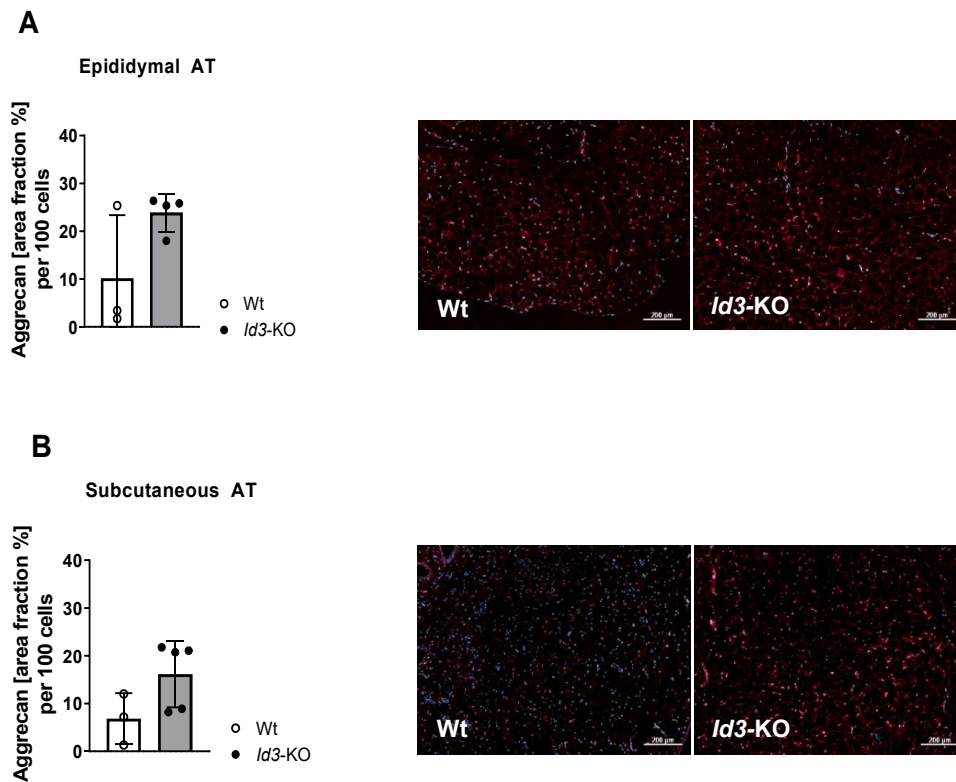 A
Epididymal AT
Aggrecan [area fraction %]
per 100 cells
40
30
20
10
0
Wt
Id3-KO
Wt
200 µm
Id3-KO
200 µm
B
Subcutaneous AT
Aggrecan [area fraction %]
per 100 cells
40
30
20
10
0
Wt
Id3-KO
Wt
200 µm
Id3-KO
200 µm